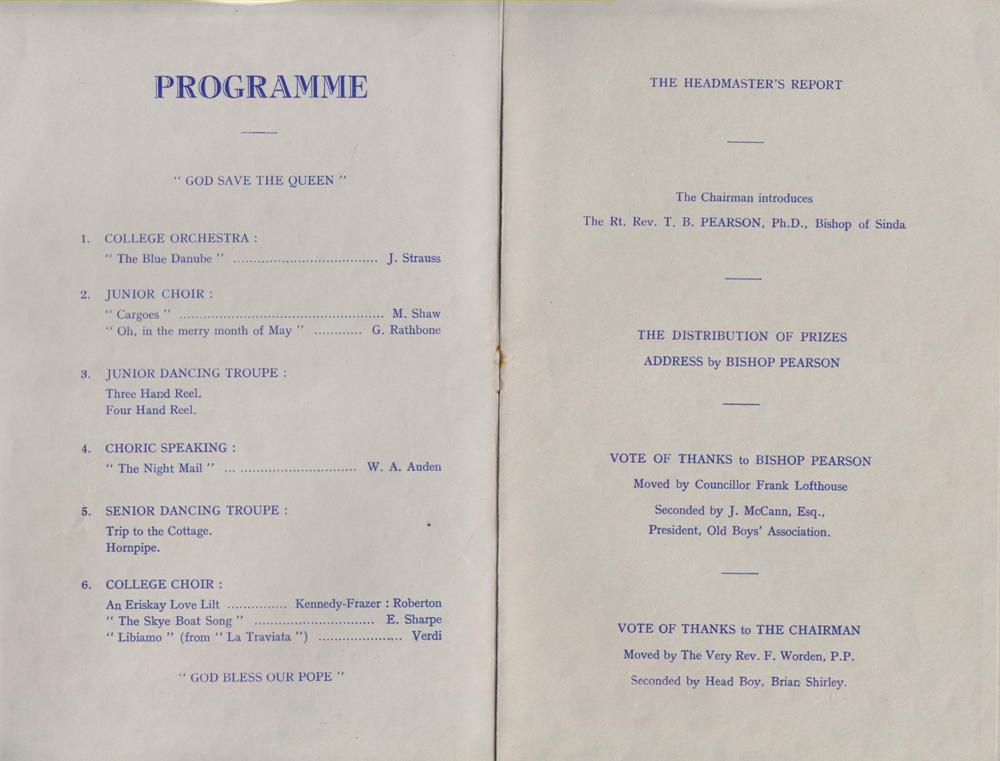 PROGRAMME
" GOD SAVE THE QUEEN "
1. COLLEGE ORCHESTRA :
" The Blue Danube " .................................. J. Strauss
2. JUNIOR CHOIR :
" Cargoes " ................................................ M. Shaw
" Oh, in the merry month of May " ........... G. Rathbone
3. JUNIOR DANCING TROUPE :
Three Hand Reel.
Four Hand Reel.
4. CHORIC SPEAKING :
" The Night Mail " ... ........................... W. A. Auden
5. SENIOR DANCING TROUPE :
Trip to the Cottage.
Hornpipe.
6. COLLEGE CHOIR :
An Eriskay Love Lilt ............... Kennedy-Frazer : Roberton
" The Skye Boat Song " ............................. E. Sharpe
" Libiamo " (from " La Traviata ") .................... Verdi
" GOD BLESS OUR POPE "
THE HEADMASTER'S REPORT
The Chairman introduces
The Rt. Rev. T. B. PEARSON, Ph.D., Bishop of Sinda
THE DISTRIBUTION OF PRIZES
ADDRESS by BISHOP PEARSON
VOTE OF THANKS to BISHOP PEARSON
Moved by Councillor Frank Lofthouse
Seconded by J. McCann, Esq.,
President, Old Boys' Association.
VOTE OF THANKS to THE CHAIRMAN
Moved by The Very Rev. F. Worden, P.P.
Seconded by Head Boy, Brian Shirley.